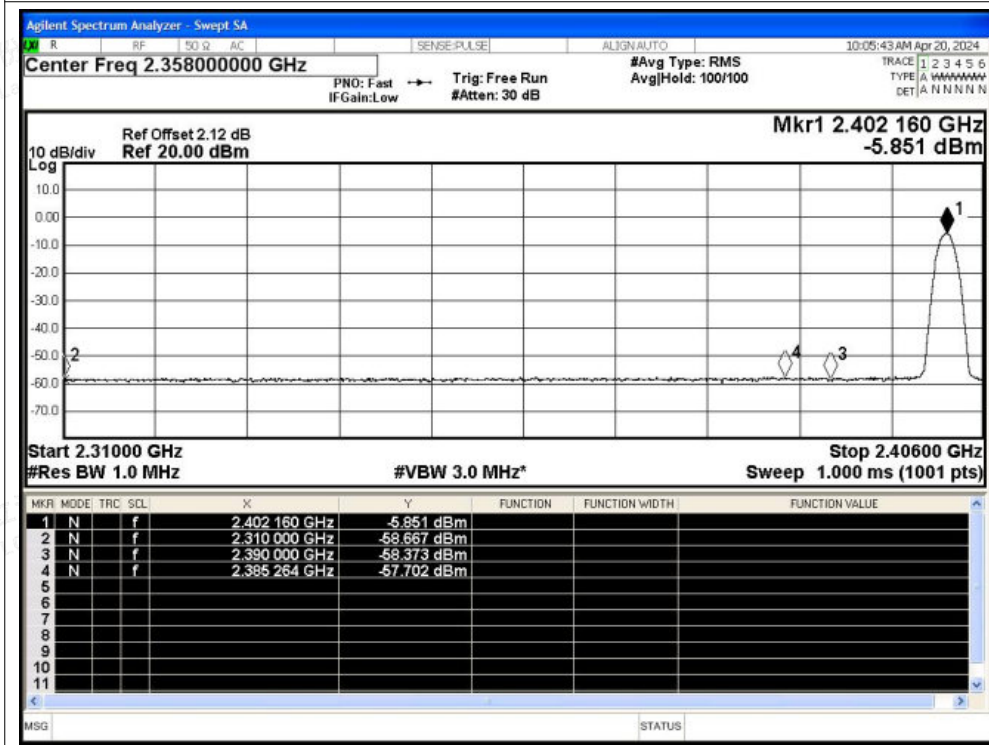 Agilent Spectrum Analyzer - Swept SA
R RF 50 Ω AC SENSE:PULSE ALIGN AUTO 10:05:43 AM Apr 20, 2024
Center Freq 2.358000000 GHz
PNO: Fast
IFGain:Low
Trig: Free Run
#Atten: 30 dB
#Avg Type: RMS
Avg|Hold: 100/100
TRACE 1 2 3 4 5 6
TYPE A
DET A N N N N N
Ref Offset 2.12 dB
Ref 20.00 dBm
10 dB/div
Log
Mkr1 2.402 160 GHz
-5.851 dBm
10.0
0.00
-10.0
-20.0
-30.0
-40.0
-50.0
-60.0
-70.0
1
2
4
3
Start 2.31000 GHz Stop 2.40600 GHz
#Res BW 1.0 MHz #VBW 3.0 MHz* Sweep 1.000 ms (1001 pts)
MKR MODE TRC SCL X Y FUNCTION FUNCTION WIDTH FUNCTION VALUE
1 N f 2.402 160 GHz -5.851 dBm
2 N f 2.310 000 GHz -58.667 dBm
3 N f 2.390 000 GHz -58.373 dBm
4 N f 2.385 264 GHz -57.702 dBm
5
6
7
8
9
10
11
MSG STATUS